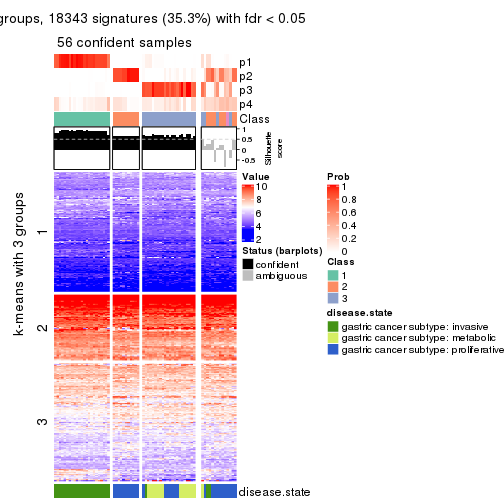 groups, 18343 signatures (35.3%) with fdr < 0.05
56 confident samples
p1
p2
p3
p4
Class
1
0.5
0
-0.5
Silhouette
score
k-means with 3 groups
1
2
3
Value
10
8
6
4
2
Status (barplots)
confident
ambiguous
Prob
1
0.8
0.6
0.4
0.2
0
Class
1
2
3
disease.state
gastric cancer subtype: invasive
gastric cancer subtype: metabolic
gastric cancer subtype: proliferative
disease.state